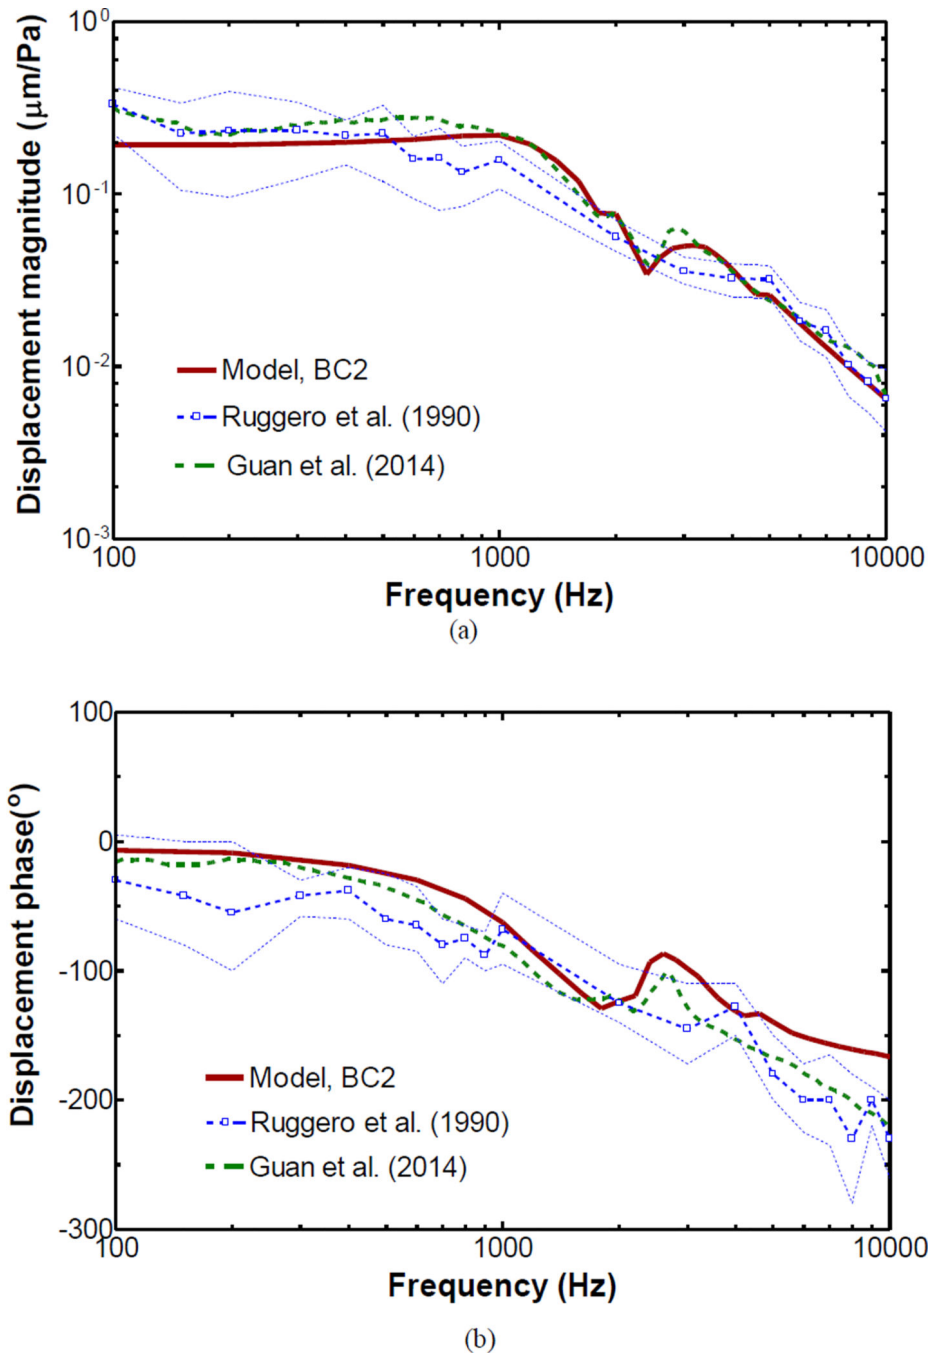 (a)
10^0
10^-1
10^-2
10^-3
Displacement magnitude (μm/Pa)
Model, BC2
Ruggero et al. (1990)
Guan et al. (2014)
100 1000 10000
Frequency (Hz)
(a)
100
0
-100
-200
-300
Displacement phase(°)
Model, BC2
Ruggero et al. (1990)
Guan et al. (2014)
100 1000 10000
Frequency (Hz)
(b)